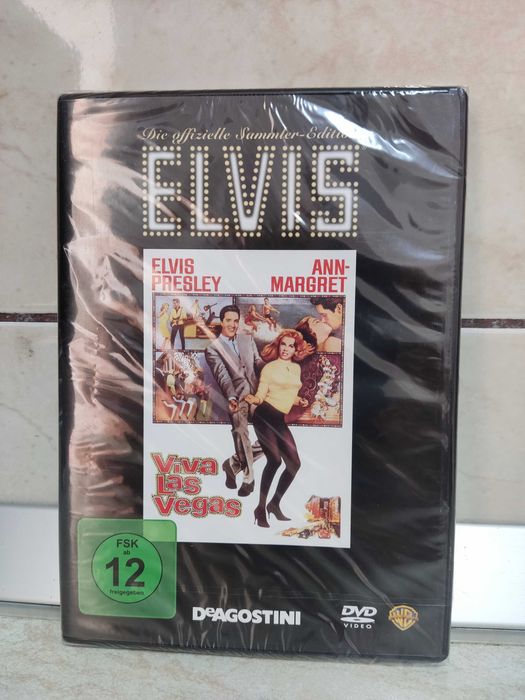 Die offizielle Sammler-Edition
ELVIS
ELVIS
PRESLEY
ANN-
MARGRET
Viva
Las
Vegas
FSK
ab
12
freigegeben
DeAGOSTINI
DVD
VIDEO